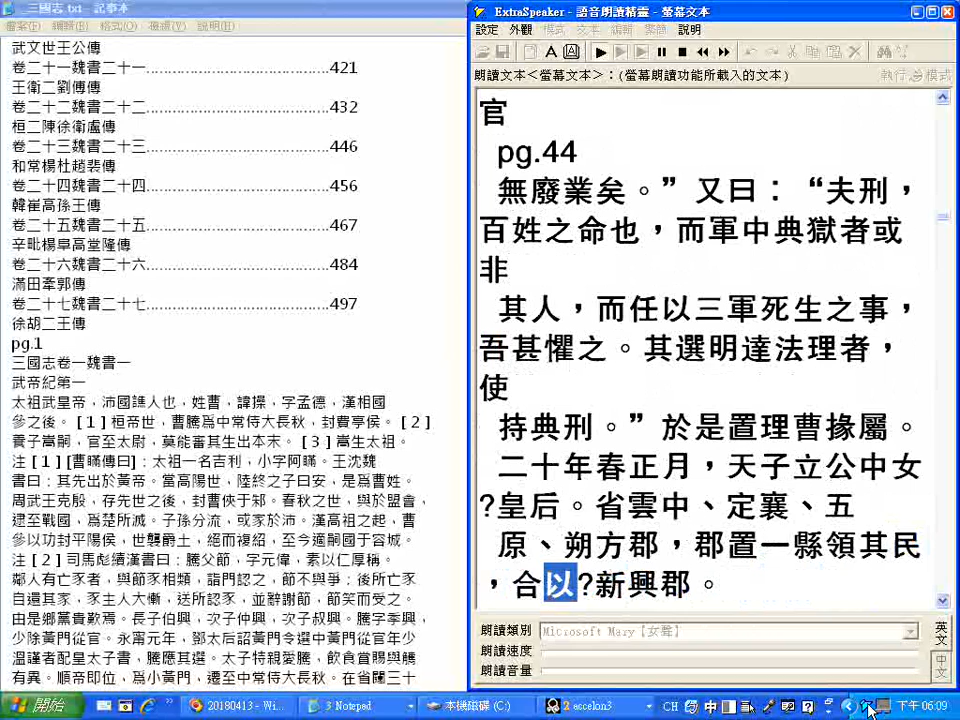 三國志.txt - 記事本
檔案(F) 編輯(E) 格式(O) 檢視(V) 說明(H)
武文世王公傳
卷二十一魏書二十一...............................421
王衛二劉傅傳
卷二十二魏書二十二...............................432
桓二陳徐衛盧傳
卷二十三魏書二十三...............................446
和常楊杜趙裴傳
卷二十四魏書二十四...............................456
韓崔高孫王傳
卷二十五魏書二十五...............................467
辛毗楊阜高堂隆傳
卷二十六魏書二十六...............................484
滿田牽郭傳
卷二十七魏書二十七...............................497
徐胡二王傳
pg.1
三國志卷一魏書一
武帝紀第一
太祖武皇帝，沛國譙人也，姓曹，諱操，字孟德，漢相國
參之後。［1］桓帝世，曹騰爲中常侍大長秋，封費亭侯。［2］
養子嵩嗣，官至太尉，莫能審其生出本末。［3］嵩生太祖。
注［1］[曹瞞傳曰]：太祖一名吉利，小字阿瞞。王沈魏
書曰：其先出於黃帝。當高陽世，陸終之子曰安，是爲曹姓。
周武王克殷，存先世之後，封曹俠于邾。春秋之世，與於盟會，
逮至戰國，爲楚所滅。子孫分流，或家於沛。漢高祖之起，曹
參以功封平陽侯，世襲爵土，絕而復紹，至今適嗣國于容城。
注［2］司馬彪續漢書曰：騰父節，字元偉，素以仁厚稱。
鄰人有亡豕者，與節豕相類，詣門認之，節不與爭；後所亡豕
自還其家，豕主人大慚，送所認豕，並辭謝節，節笑而受之。
由是鄉黨貴歎焉。長子伯興，次子仲興，次子叔興。騰字季興，
少除黃門從官。永甯元年，鄧太后詔黃門令選中黃門從官年少
溫謹者配皇太子書，騰應其選。太子特親愛騰，飲食賞賜與觽
有異。順帝即位，爲小黃門，遷至中常侍大長秋。在省闥三十
ExtraSpeaker - 語音朗讀精靈 - 螢幕文本
設定 外觀 模式 文本 編輯 繁簡 說明
朗讀文本<螢幕文本>：(螢幕朗讀功能所載入的文本)
執行 模式
官
pg.44
無廢業矣。”又曰：“夫刑，
百姓之命也，而軍中典獄者或
非
其人，而任以三軍死生之事，
吾甚懼之。其選明達法理者，
使
持典刑。”於是置理曹掾屬。
二十年春正月，天子立公中女
?皇后。省雲中、定襄、五
原、朔方郡，郡置一縣領其民
，合以?新興郡。
朗讀類別
Microsoft Mary【女聲】
朗讀速度
朗讀音量
英文
中文
開始
20180413 - Wi...
3 Notepad
本機磁碟 (C:)
2 accelon3
CH
中
下午 06:09